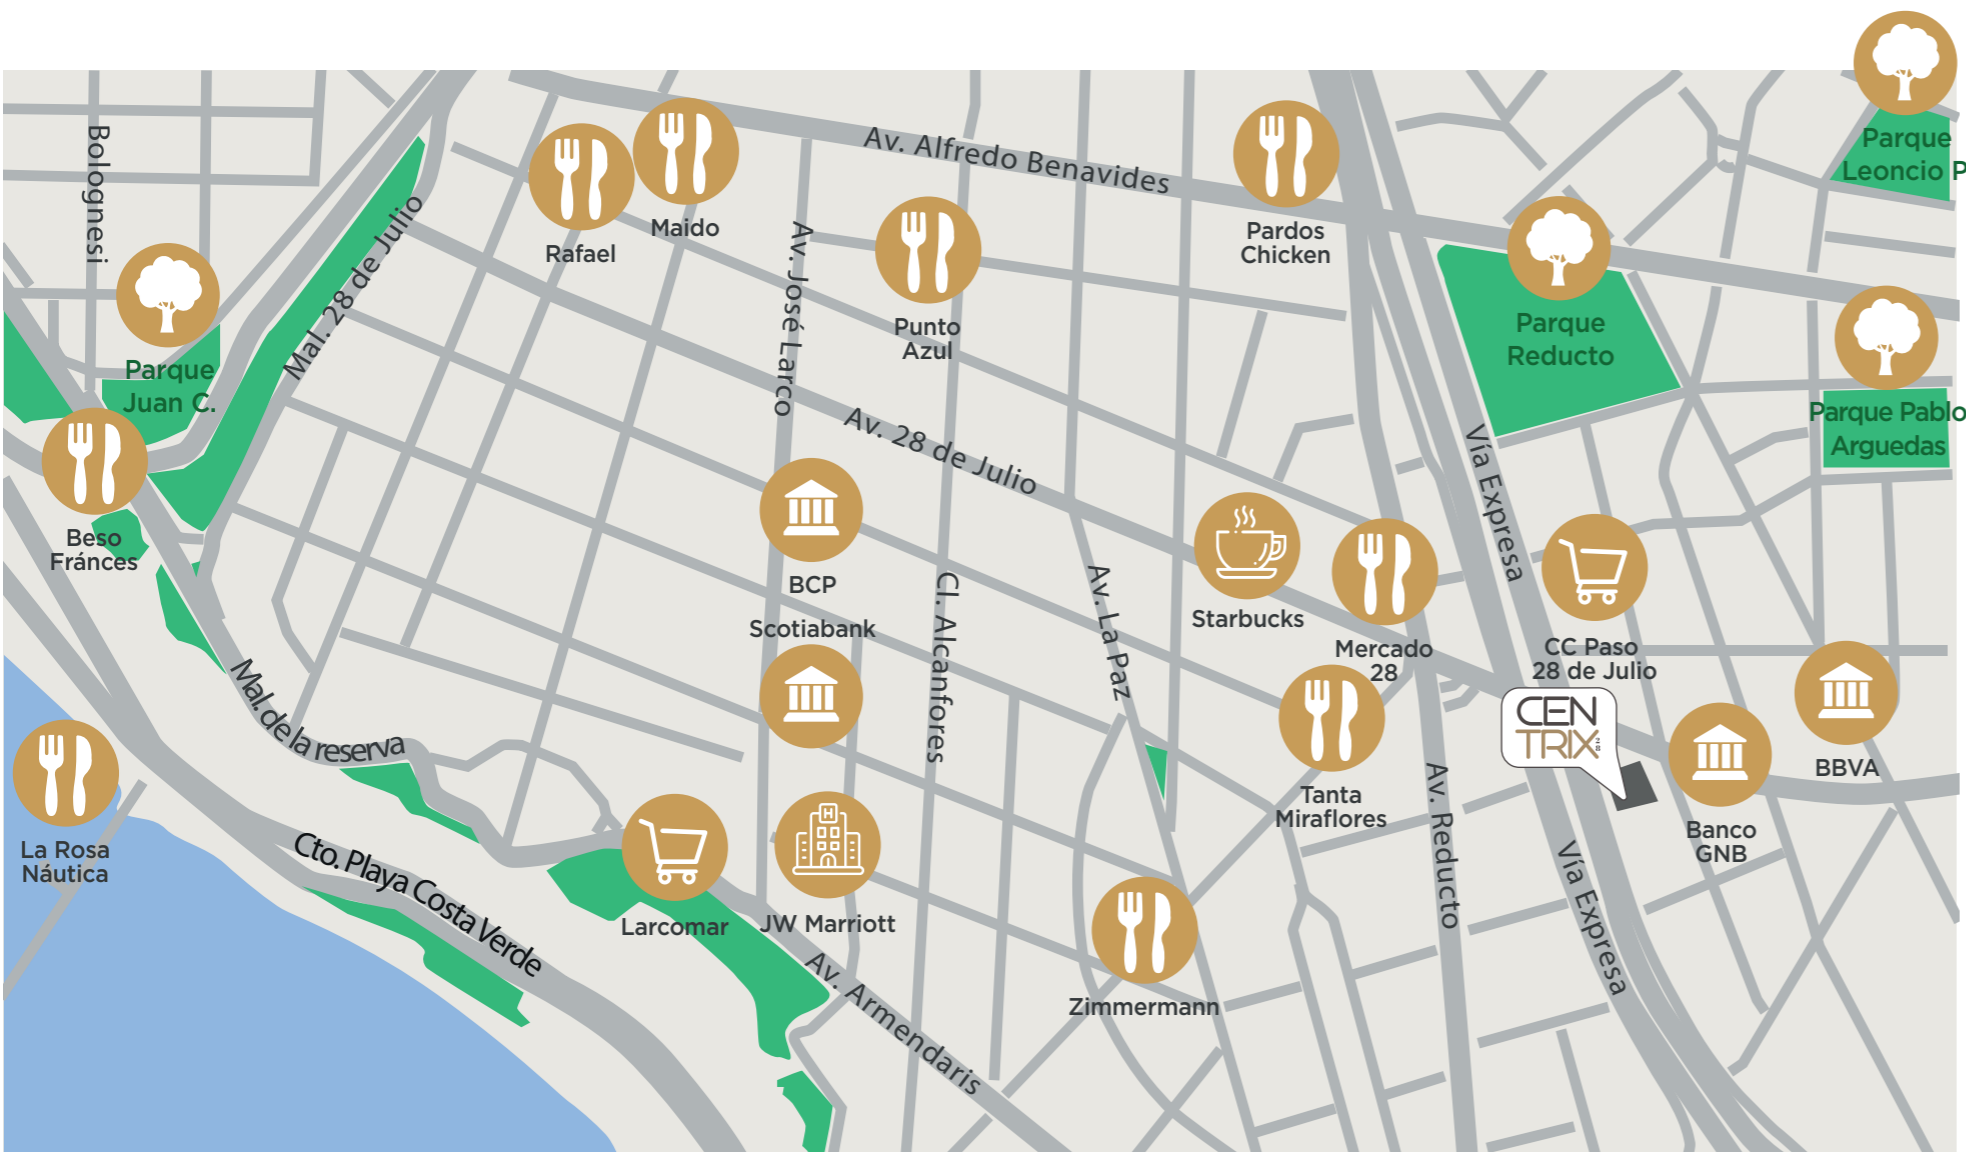 Parque
Leoncio P
Bolognesi
Av. Alfredo Benavides
Mal. 28 de Julio
Rafael
Maido
Av. José Larco
Punto
Azul
Pardos
Chicken
Parque
Reducto
Parque
Juan C.
Parque Pablo
Arguedas
Av. 28 de Julio
Vía Expresa
Beso
Fránces
BCP
Scotiabank
Cl. Alcanfores
Av. La Paz
Starbucks
Mercado
28
CC Paso
28 de Julio
Mal. de la reserva
CEN
TRIX
BBVA
La Rosa
Náutica
Cto. Playa Costa Verde
Larcomar
H
JW Marriott
Tanta
Miraflores
Av. Reducto
Banco
GNB
Vía Expresa
Av. Armendaris
Zimmermann